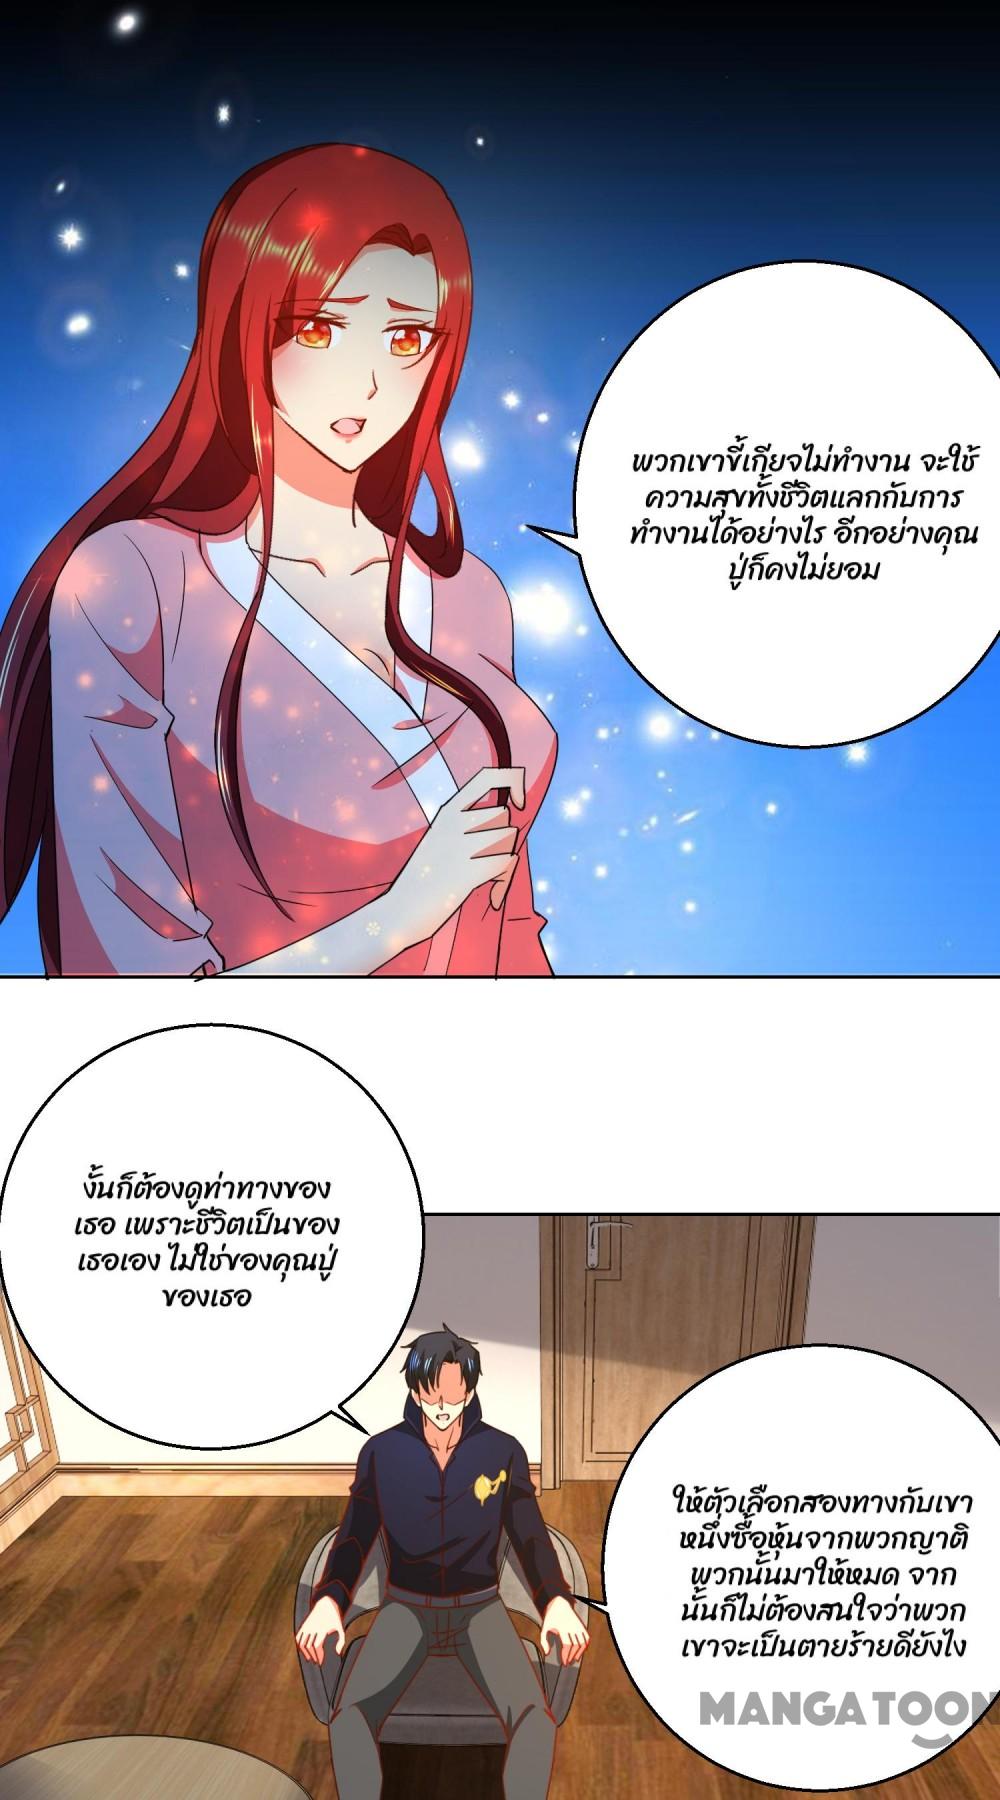 พวกเขาขี้เกียจไม่ทำงาน จะใช้
ความสุขทั้งชีวิตแลกกับการ
ทำงานได้อย่างไร อีกอย่างคุณ
ปู่ก็คงไม่ยอม
งั้นก็ต้องดูท่าทางของ
เธอ เพราะชีวิตเป็นของ
เธอเอง ไม่ใช่ของคุณปู่
ของเธอ
ให้ตัวเลือกสองทางกับเขา
หนึ่งซื้อหุ้นจากพวกญาติ
พวกนั้นมาให้หมด จาก
นั้นก็ไม่ต้องสนใจว่าพวก
เขาจะเป็นตายร้ายดียังไง
MANGATOON